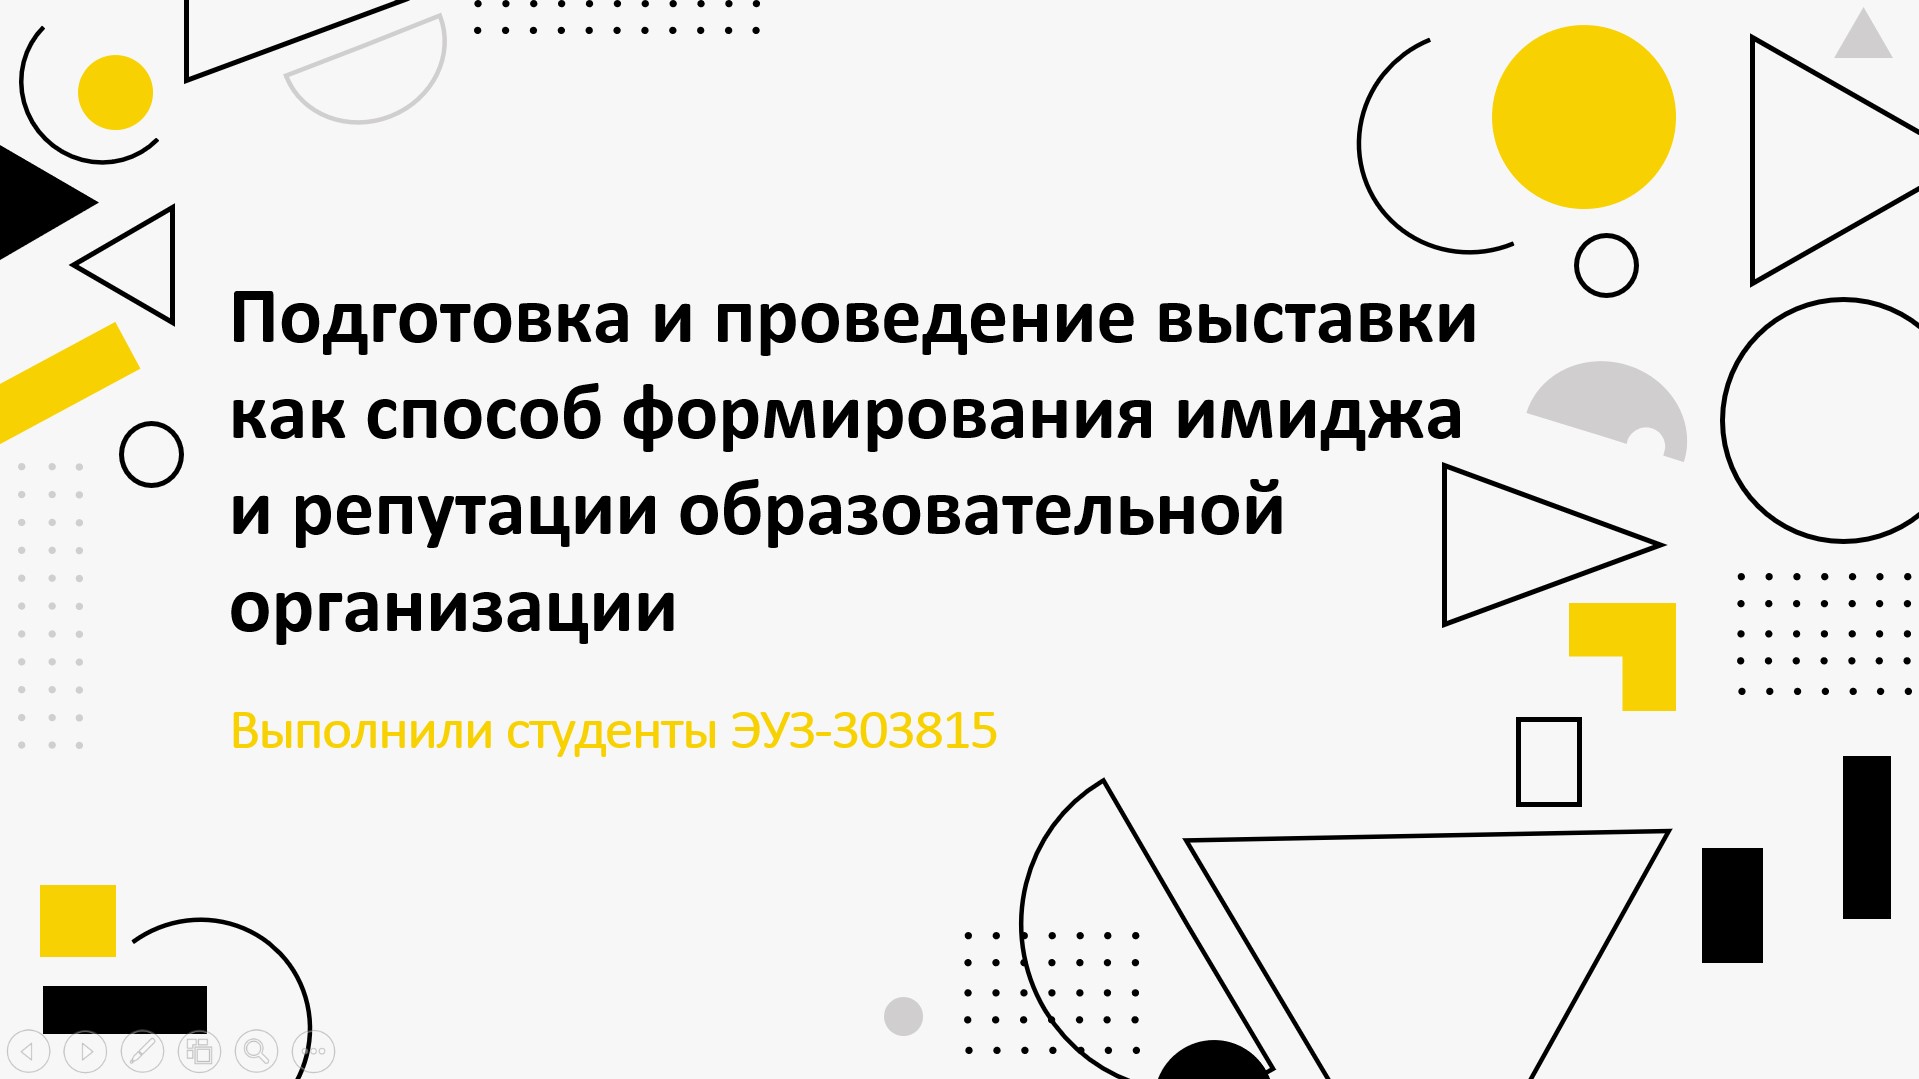 Подготовка и проведение выставки
как способ формирования имиджа
и репутации образовательной
организации
Выполнили студенты ЭУЗ-303815